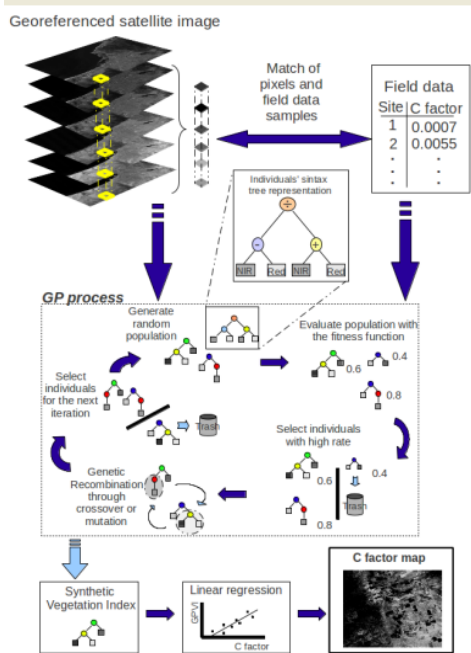 Georeferenced satellite image
Match of
pixels and
field data
samples
Field data
Site C factor
1 0.0007
2 0.0055
Individuals' sintax
tree representation
÷
-
+
NIR
Red
NIR
Red
GP process
Generate
random
population
Evaluate population with
the fitness function
0.6
0.4
0.8
Select
individuals
for the next
iteration
Trash
Select individuals
with high rate
0.6
0.4
0.8
Trash
Genetic
Recombination
through
crossover or
mutation
Synthetic
Vegetation Index
Linear regression
GPVI
C factor
C factor map